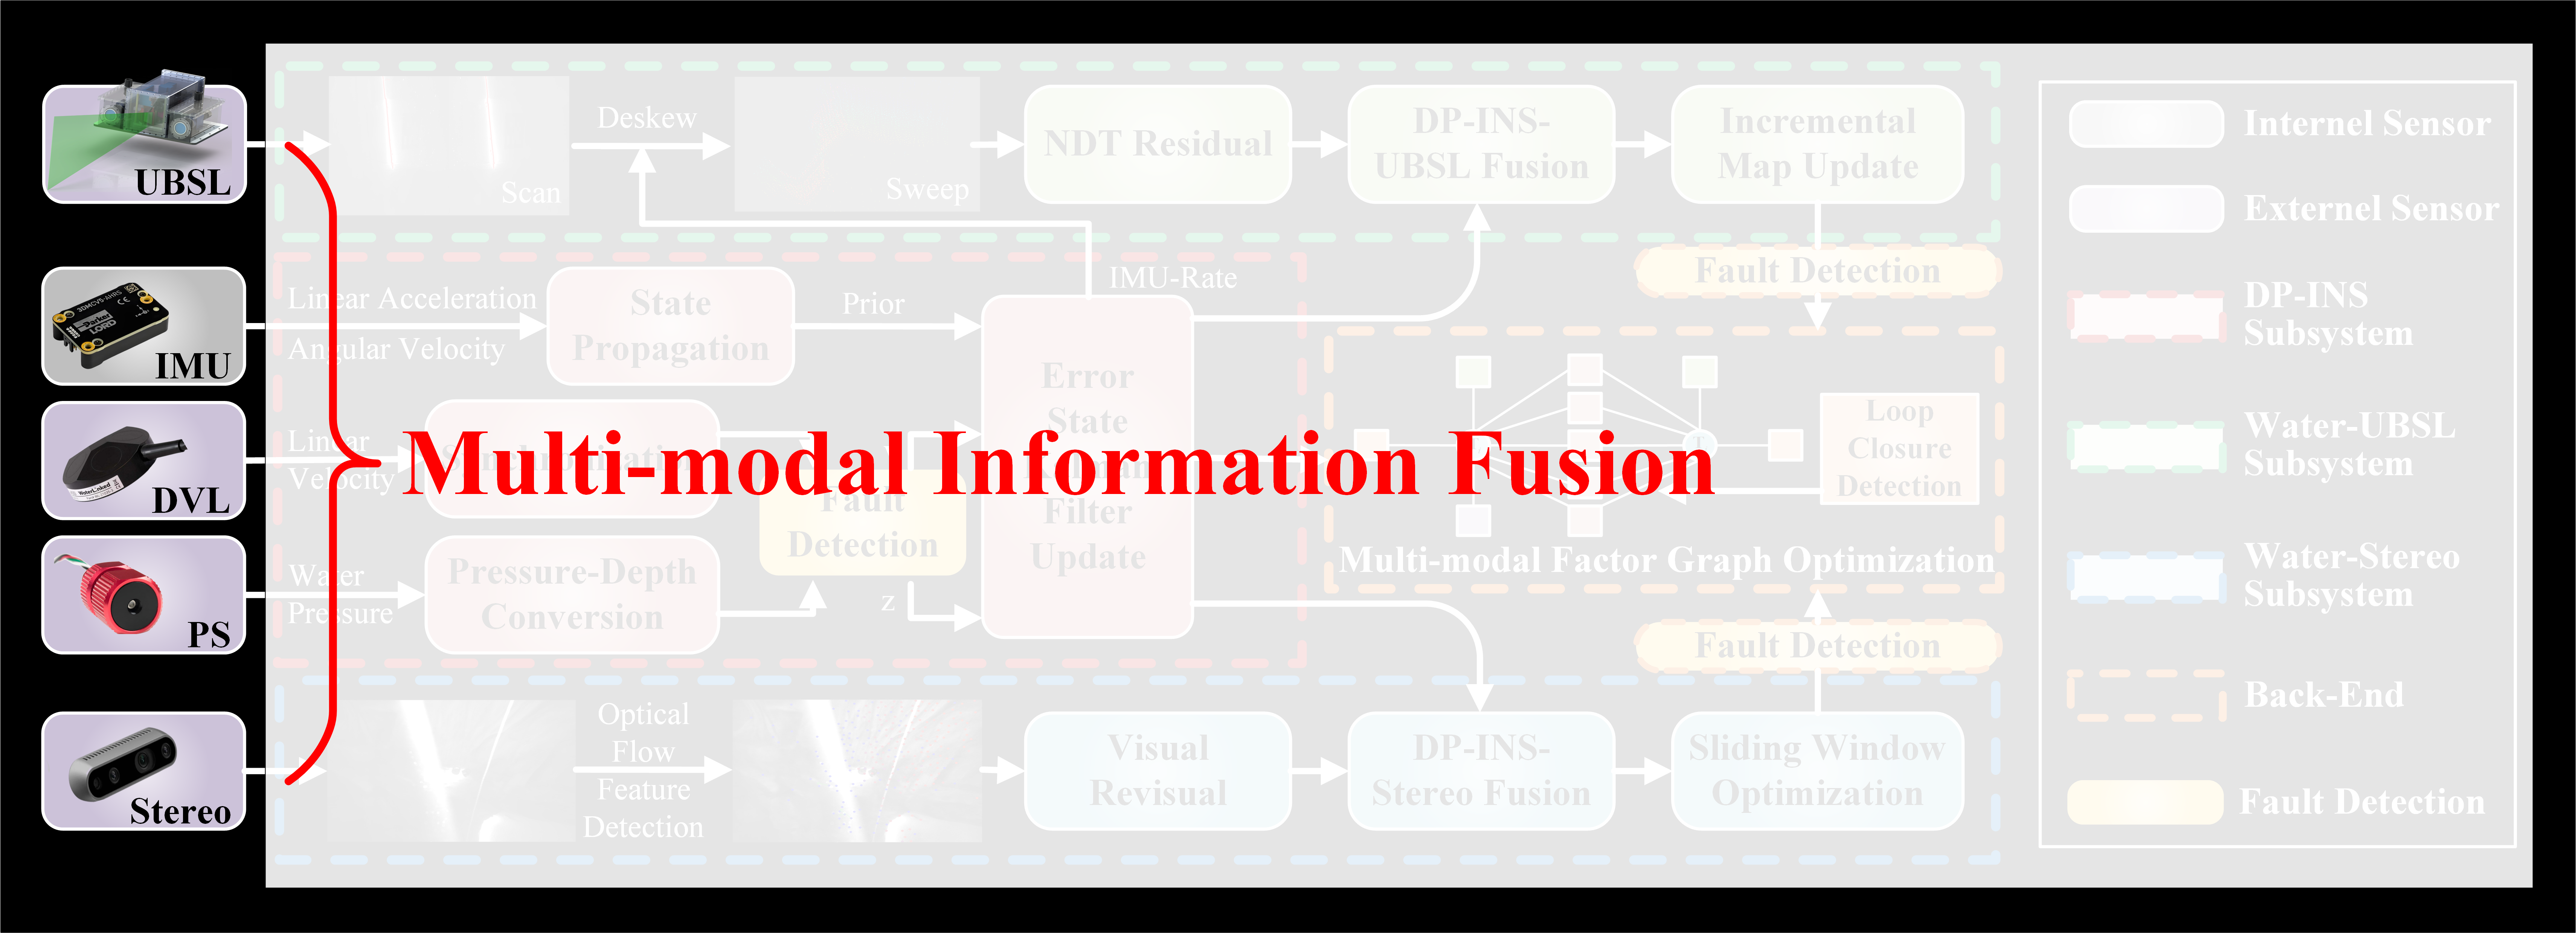 UBSL
Scan
Deskew
Sweep
NDT Residual
DP-INS-
UBSL Fusion
Incremental
Map Update
Fault Detection
IMU
Linear Acceleration
Angular Velocity
State
Propagation
Prior
IMU-Rate
Error
State
Filter
Update
DVL
Linear
Velocity
Multi-modal Information Fusion
Fault
Detection
PS
Water
Pressure
Pressure-Depth
Conversion
z
Loop
Closure
Detection
Multi-modal Factor Graph Optimization
Fault Detection
Stereo
Optical
Flow
Feature
Detection
Visual
Revisual
DP-INS-
Stereo Fusion
Sliding Window
Optimization
Internel Sensor
Externel Sensor
DP-INS
Subsystem
Water-UBSL
Subsystem
Water-Stereo
Subsystem
Back-End
Fault Detection